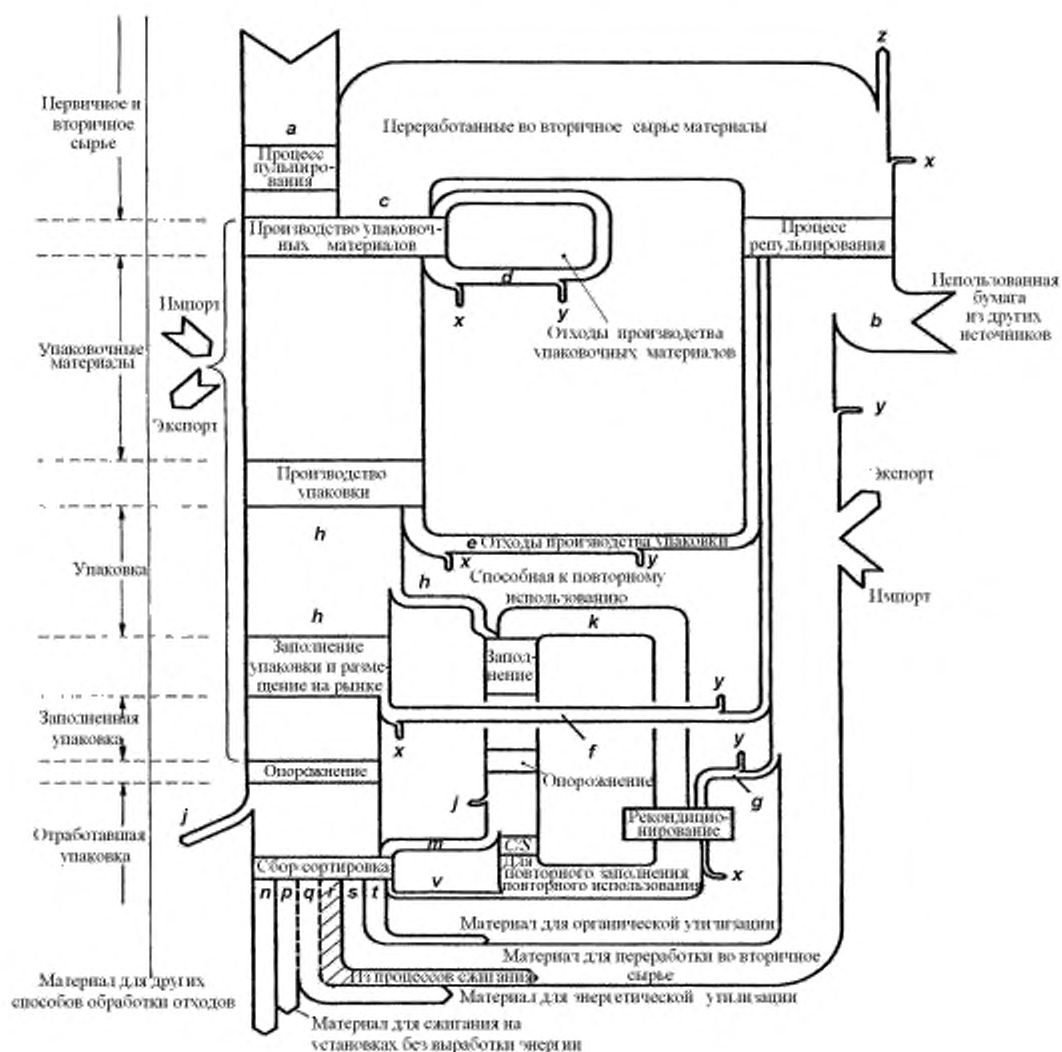 z
Первичное и
вторичное
сырье
a
Переработанные во вторичное сырье материалы
Процесс
пульпиро-
вания
x
c
Производство упаковоч-
ных материалов
Процесс
репульпирования
d
Использованная
бумага
из других
источников
Импорт
x
y
b
Отходы производства
упаковочных материалов
Упаковочные
материалы
Экспорт
y
Производство
упаковки
Экспорт
h
e Отходы производства упаковки
x
y
Упаковка
h
Способная к повторному
использованию
Импорт
h
k
Заполнение
упаковки и разме-
щение на рынке
Запол-
нение
y
Заполненная
упаковка
x
f
y
Опорожнение
Опорожнение
j
j
g
Отработавшая
упаковка
Рекондицио-
нирование
m
C/S
Сбор-сортировка
Для
повторного заполнения
повторного использования
x
v
n
p
q
r
s
t
Материал для органической утилизации
Материал для переработки во вторичное
сырье
Из процессов сжигания
Материал для других
способов обработки отходов
Материал для энергетической утилизации
Материал для сжигания на
установках без выработки энергии